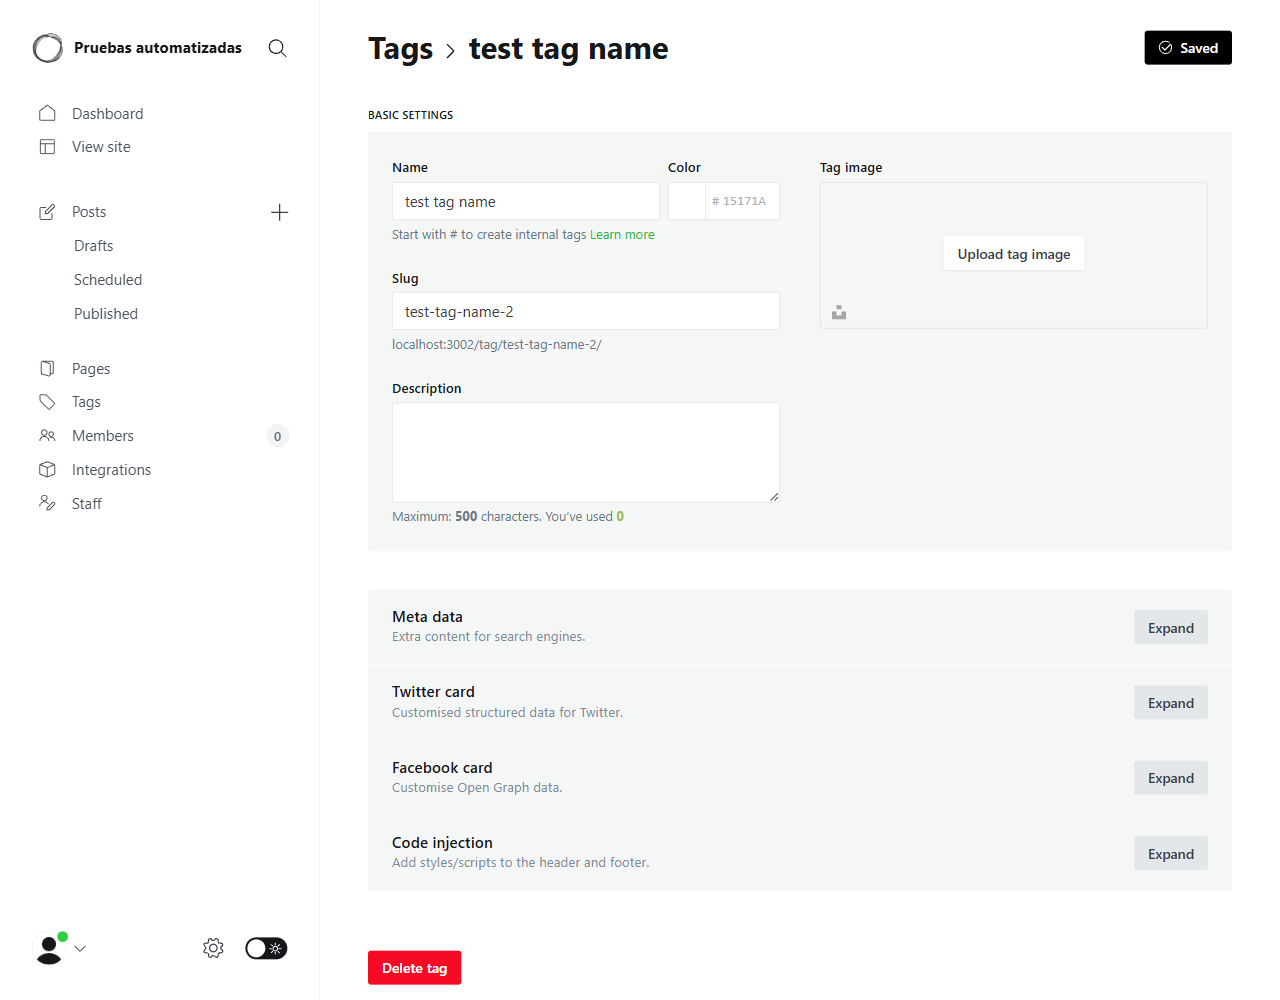 Pruebas automatizadas
Dashboard
View site
Posts
Drafts
Scheduled
Published
Pages
Tags
Members
0
Integrations
Staff
Tags > test tag name
Saved
BASIC SETTINGS
Name
test tag name
Color
# 15171A
Start with # to create internal tags Learn more
Slug
test-tag-name-2
localhost:3002/tag/test-tag-name-2/
Description
Maximum: 500 characters. You’ve used 0
Tag image
Upload tag image
Meta data
Extra content for search engines.
Expand
Twitter card
Customised structured data for Twitter.
Expand
Facebook card
Customise Open Graph data.
Expand
Code injection
Add styles/scripts to the header and footer.
Expand
Delete tag